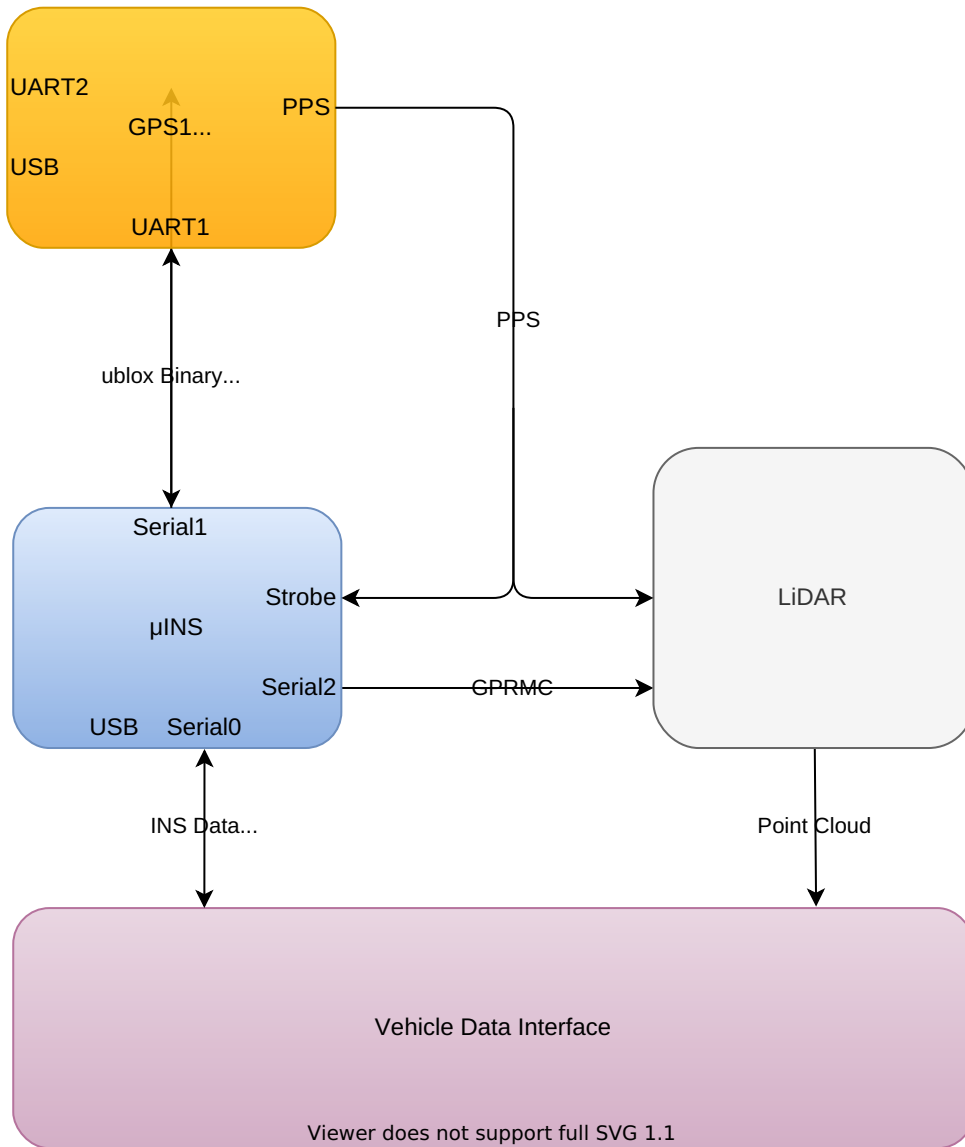 UART2
PPS
GPS1...
USB
UART1
PPS
ublox Binary...
Serial1
Strobe
LiDAR
μINS
Serial2
GPRMC
USB
Serial0
INS Data...
Point Cloud
Vehicle Data Interface
Viewer does not support full SVG 1.1